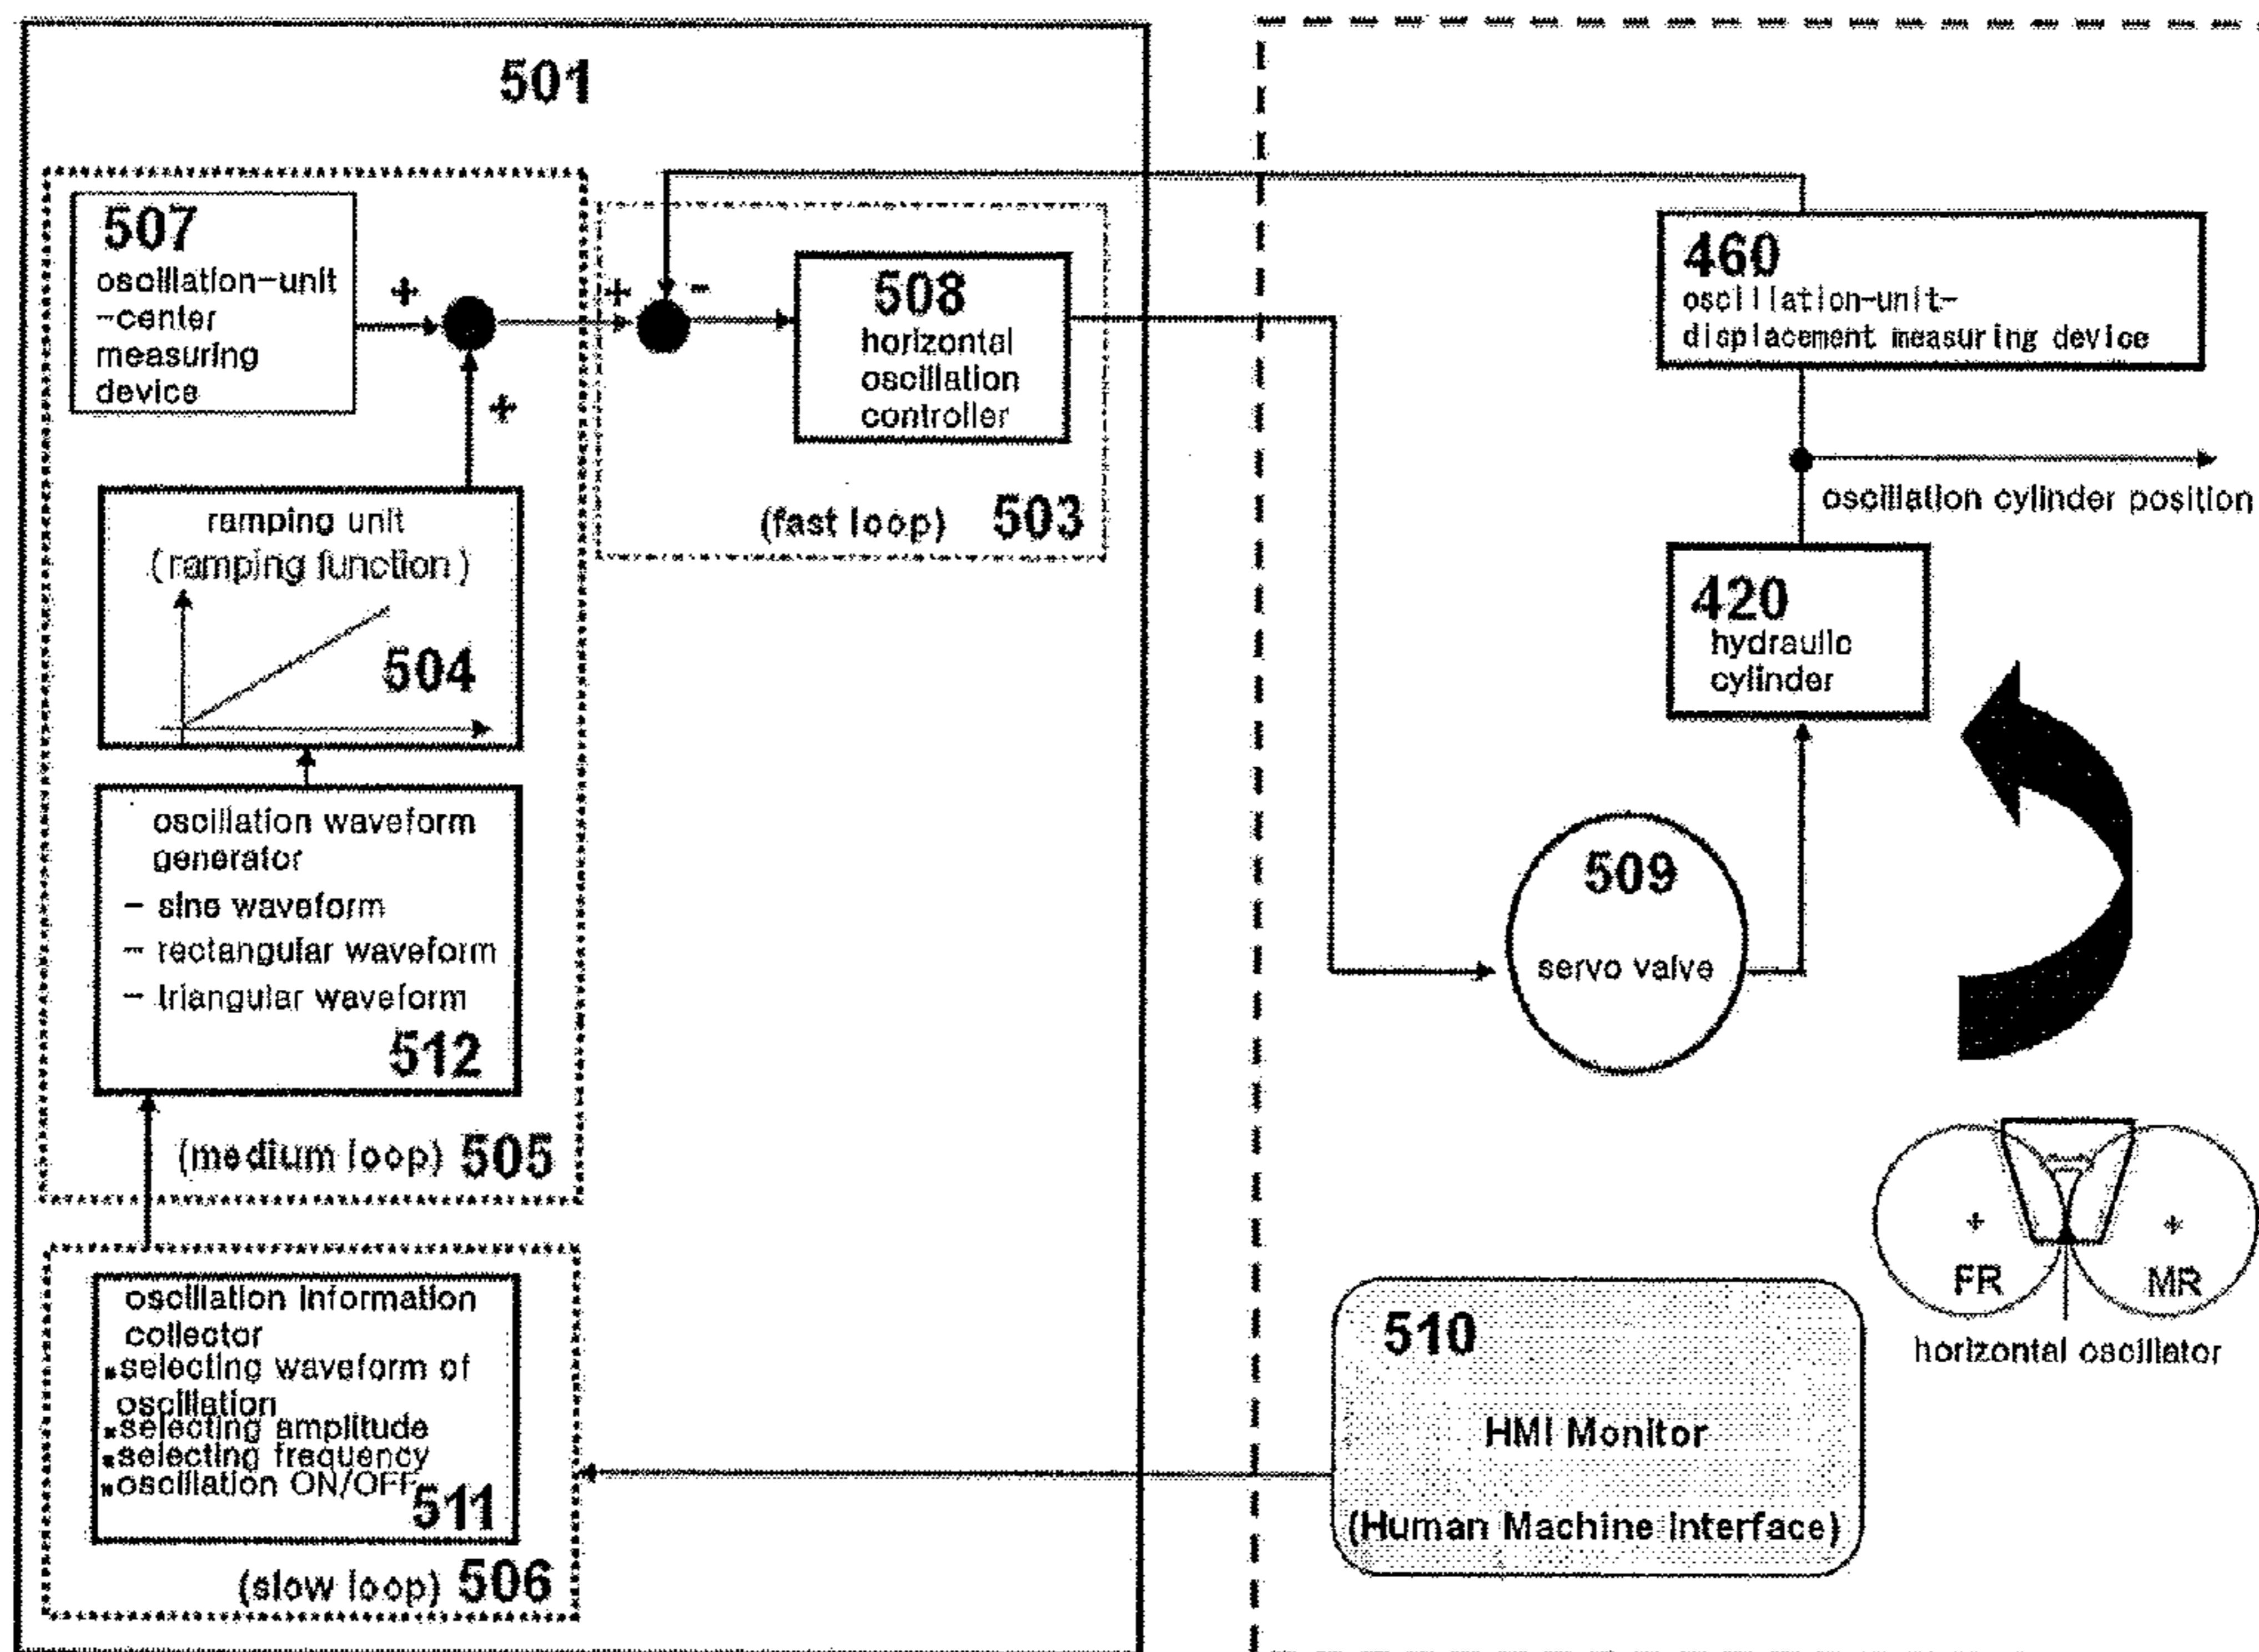 501
507
oscillation-unit
-center
measuring
device
+
+
+
-
508
horizontal
oscillation
controller
(fast loop) 503
460
oscillation-unit-
displacement measuring device
oscillation cylinder position
420
hydraulic
cylinder
ramping unit
(ramping function)
504
oscillation waveform
generator
- sine waveform
- rectangular waveform
- triangular waveform
512
(medium loop) 505
509
servo valve
oscillation information
collector
*selecting waveform of
oscillation
*selecting amplitude
*selecting frequency
*oscillation ON/OFF
511
(slow loop) 506
510
HMI Monitor
(Human Machine Interface)
+
+
FR
MR
horizontal oscillator